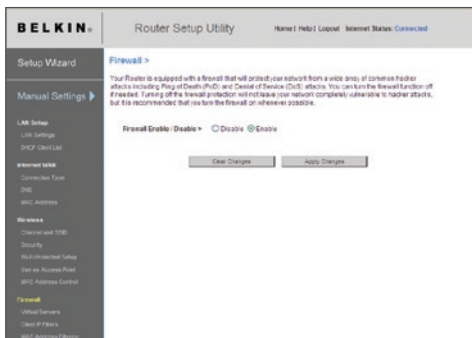 BELKIN.
Router Setup Utility
Home | Help | Logout Internet Status: Connected
Setup Wizard
Manual Settings
LAN Setup
LAN Settings
DHCP Client List
Internet WAN
Connection Type
DNS
MAC Address
Wireless
Channel and SSID
Security
Wi-Fi Protected Setup
Use as Access Point
MAC Address Control
Firewall
Virtual Servers
Client IP Filters
MAC Address Filtering
Firewall >
Your Router is equipped with a firewall that will protect your network from a wide array of common hacker
attacks including Ping of Death (PoD) and Denial of Service (DoS) attacks. You can turn the firewall function off
if needed. Turning off the firewall protection will not leave your network completely vulnerable to hacker attacks,
but it is recommended that you turn the firewall on whenever possible.
Firewall Enable / Disable > Disable Enable
Clear Changes
Apply Changes